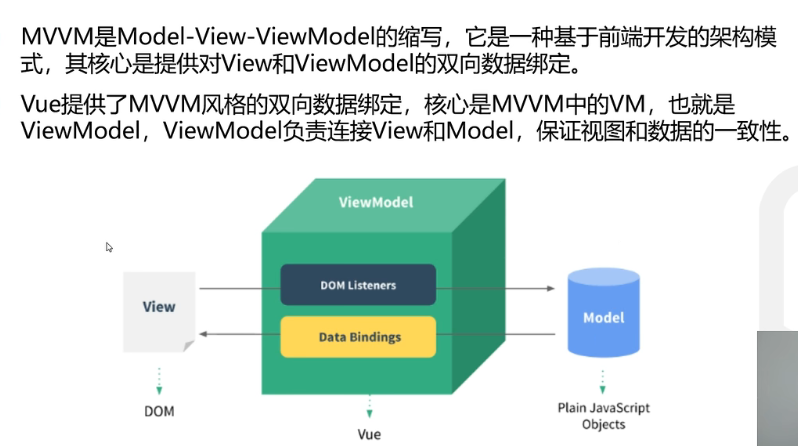 MVVM是Model-View-ViewModel的缩写，它是一种基于前端开发的架构模
式，其核心是提供对View和ViewModel的双向数据绑定。
Vue提供了MVVM风格的双向数据绑定，核心是MVVM中的VM，也就是
ViewModel，ViewModel负责连接View和Model，保证视图和数据的一致性。
ViewModel
DOM Listeners
View
Model
Data Bindings
DOM
Plain JavaScript
Objects
Vue